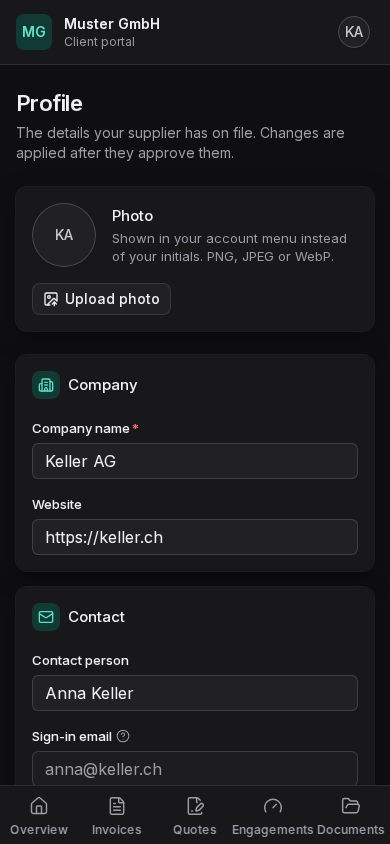 MG
Muster GmbH
Client portal
KA
Profile
The details your supplier has on file. Changes are
applied after they approve them.
KA
Photo
Shown in your account menu instead
of your initials. PNG, JPEG or WebP.
Upload photo
Company
Company name*
Keller AG
Website
https://keller.ch
Contact
Contact person
Anna Keller
Sign-in email
anna@keller.ch
Overview
Invoices
Quotes
Engagements
Documents